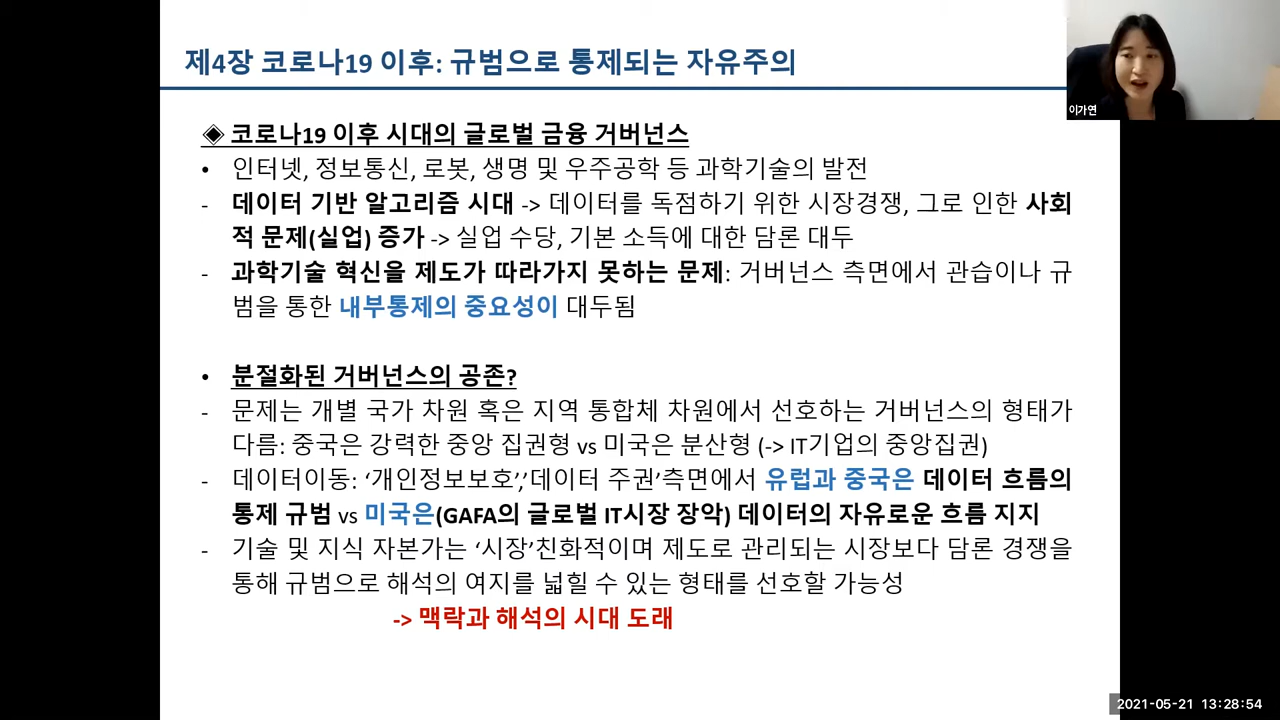 제4장 코로나19 이후: 규범으로 통제되는 자유주의
이가연
◈ 코로나19 이후 시대의 글로벌 금융 거버넌스
• 인터넷, 정보통신, 로봇, 생명 및 우주공학 등 과학기술의 발전
- 데이터 기반 알고리즘 시대 -> 데이터를 독점하기 위한 시장경쟁, 그로 인한 사회
적 문제(실업) 증가 -> 실업 수당, 기본 소득에 대한 담론 대두
- 과학기술 혁신을 제도가 따라가지 못하는 문제: 거버넌스 측면에서 관습이나 규
범을 통한 내부통제의 중요성이 대두됨
• 분절화된 거버넌스의 공존?
- 문제는 개별 국가 차원 혹은 지역 통합체 차원에서 선호하는 거버넌스의 형태가
다름: 중국은 강력한 중앙 집권형 vs 미국은 분산형 (-> IT기업의 중앙집권)
- 데이터이동: ‘개인정보보호’,’데이터 주권’측면에서 유럽과 중국은 데이터 흐름의
통제 규범 vs 미국은(GAFA의 글로벌 IT시장 장악) 데이터의 자유로운 흐름 지지
- 기술 및 지식 자본가는 ‘시장’친화적이며 제도로 관리되는 시장보다 담론 경쟁을
통해 규범으로 해석의 여지를 넓힐 수 있는 형태를 선호할 가능성
-> 맥락과 해석의 시대 도래
2021-05-21 13:28:54